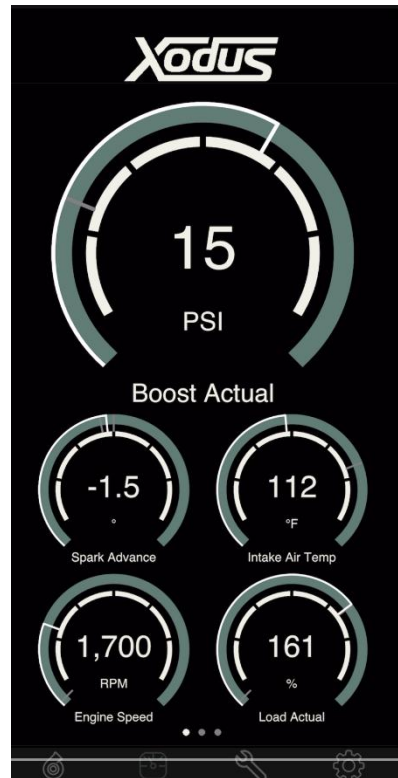 Xodus
15
PSI
Boost Actual
-1.5
°
Spark Advance
112
°F
Intake Air Temp
1,700
RPM
Engine Speed
161
%
Load Actual